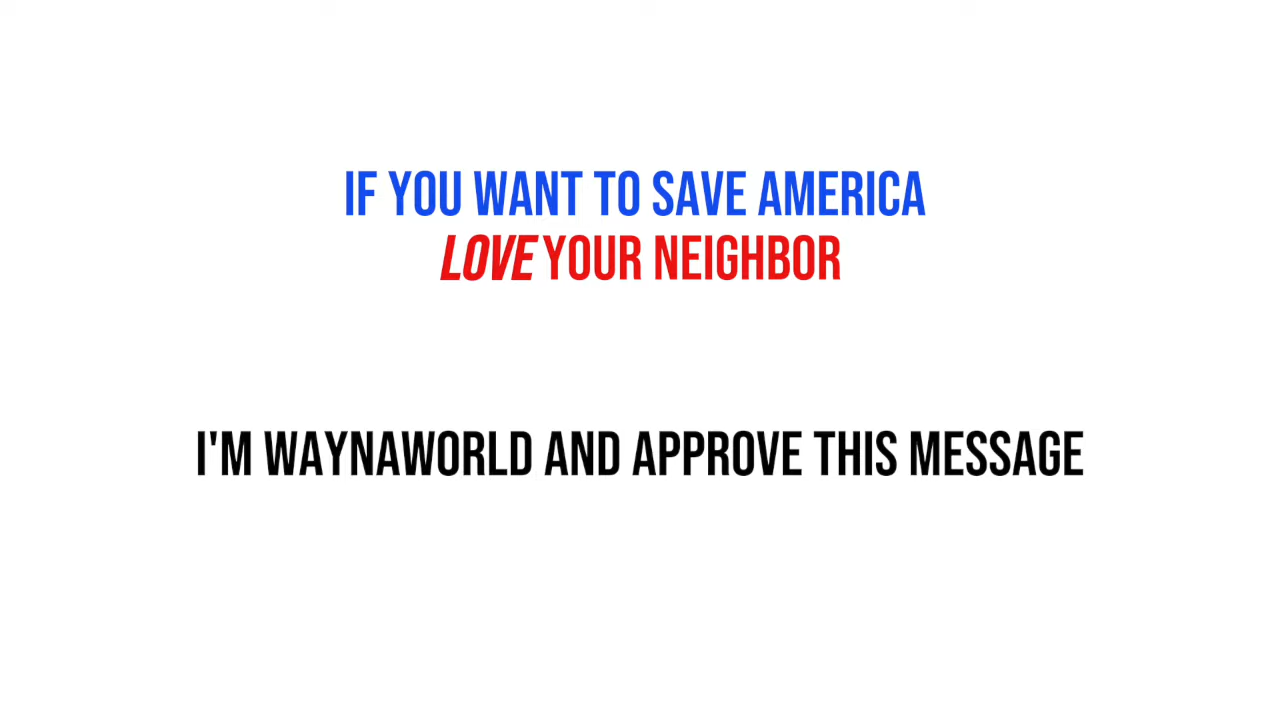 IF YOU WANT TO SAVE AMERICA
LOVE YOUR NEIGHBOR
I'M WAYNAWORLD AND APPROVE THIS MESSAGE